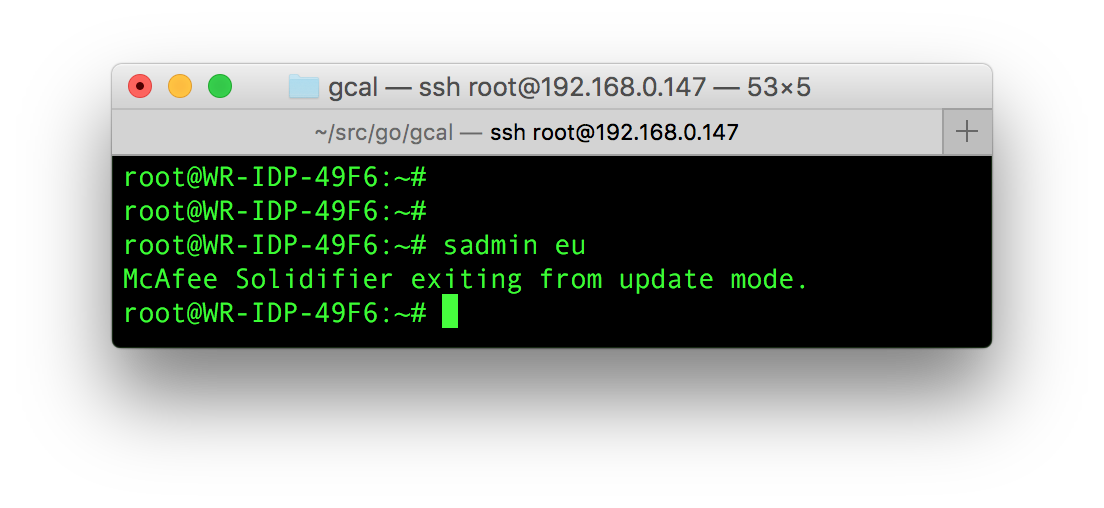 gcal — ssh root@192.168.0.147 — 53×5
~/src/go/gcal — ssh root@192.168.0.147
root@WR-IDP-49F6:~#
root@WR-IDP-49F6:~#
root@WR-IDP-49F6:~# sadmin eu
McAfee Solidifier exiting from update mode.
root@WR-IDP-49F6:~#